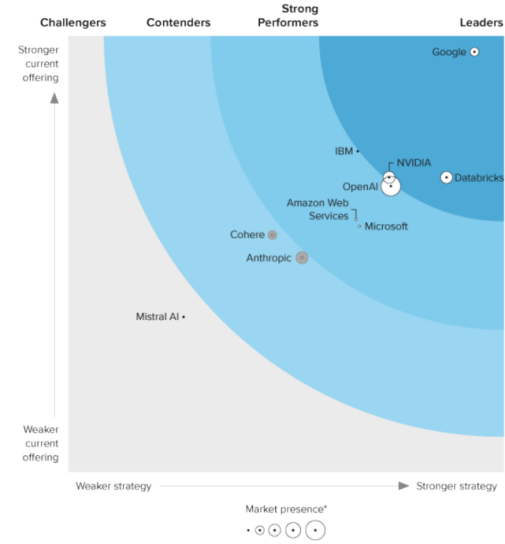 Challengers
Contenders
Strong
Performers
Leaders
Stronger
current
offering
Google
IBM
NVIDIA
OpenAI
Databricks
Amazon Web
Services
Microsoft
Cohere
Anthropic
Mistral AI
Weaker
current
offering
Weaker strategy
Stronger strategy
Market presence*